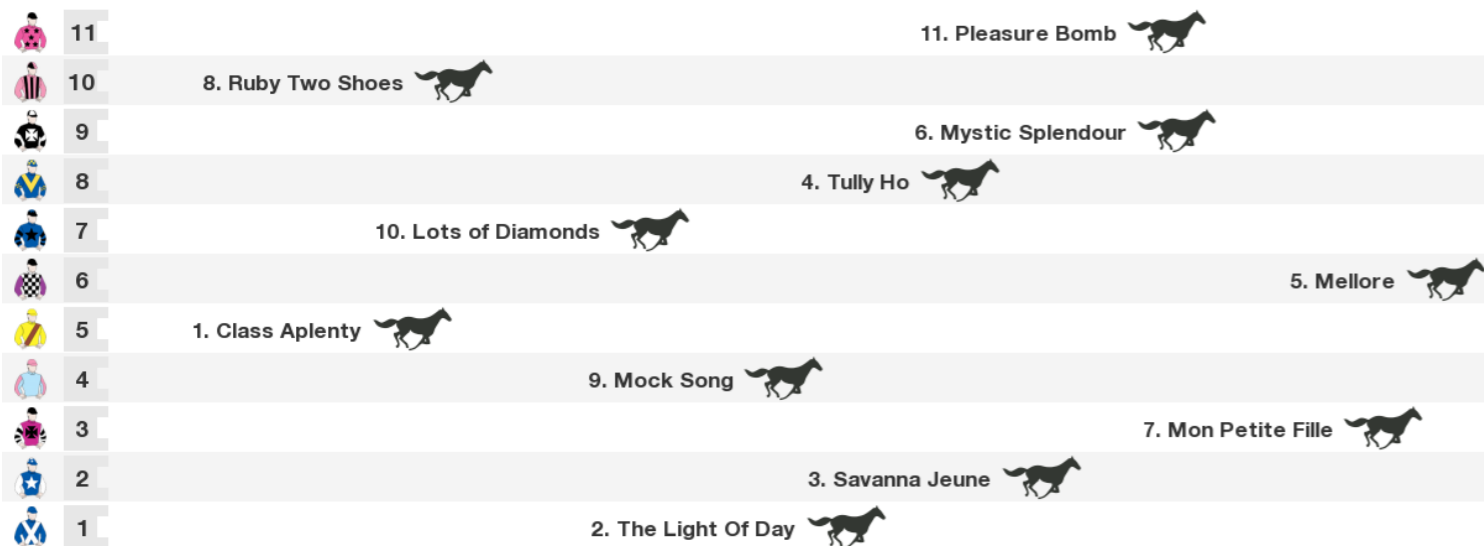 11 11. Pleasure Bomb
10 8. Ruby Two Shoes
9 6. Mystic Splendour
8 4. Tully Ho
7 10. Lots of Diamonds
6 5. Mellore
5 1. Class Aplenty
4 9. Mock Song
3 7. Mon Petite Fille
2 3. Savanna Jeune
1 2. The Light Of Day